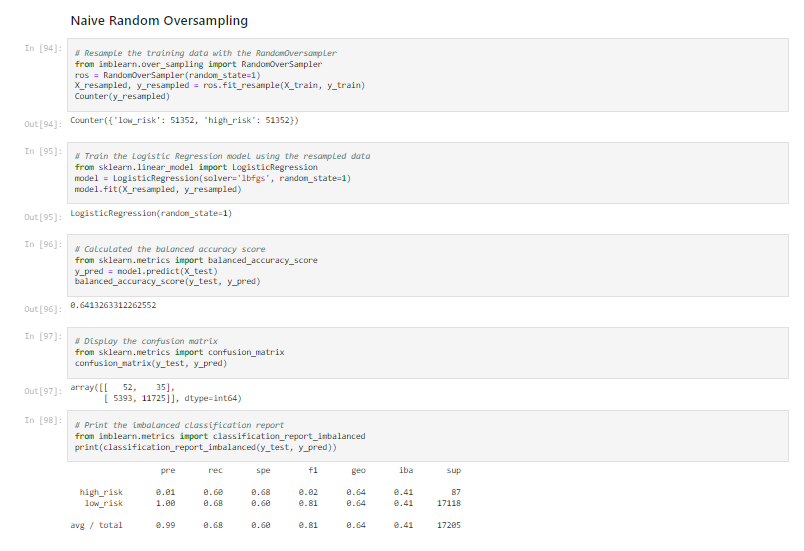 Naive Random Oversampling
In [94]:
# Resample the training data with the RandomOversampler
from imblearn.over_sampling import RandomOverSampler
ros = RandomOverSampler(random_state=1)
X_resampled, y_resampled = ros.fit_resample(X_train, y_train)
Counter(y_resampled)
Out[94]:
Counter({'low_risk': 51352, 'high_risk': 51352})
In [95]:
# Train the Logistic Regression model using the resampled data
from sklearn.linear_model import LogisticRegression
model = LogisticRegression(solver='lbfgs', random_state=1)
model.fit(X_resampled, y_resampled)
Out[95]:
LogisticRegression(random_state=1)
In [96]:
# Calculated the balanced accuracy score
from sklearn.metrics import balanced_accuracy_score
y_pred = model.predict(X_test)
balanced_accuracy_score(y_test, y_pred)
Out[96]:
0.6413263312262552
In [97]:
# Display the confusion matrix
from sklearn.metrics import confusion_matrix
confusion_matrix(y_test, y_pred)
Out[97]:
array([[   52,    35],
       [ 5393, 11725]], dtype=int64)
In [98]:
# Print the imbalanced classification report
from imblearn.metrics import classification_report_imbalanced
print(classification_report_imbalanced(y_test, y_pred))
pre rec spe f1 geo iba sup
high_risk 0.01 0.60 0.68 0.02 0.64 0.41 87
low_risk 1.00 0.68 0.60 0.81 0.64 0.41 17118
avg / total 0.99 0.68 0.60 0.81 0.64 0.41 17205